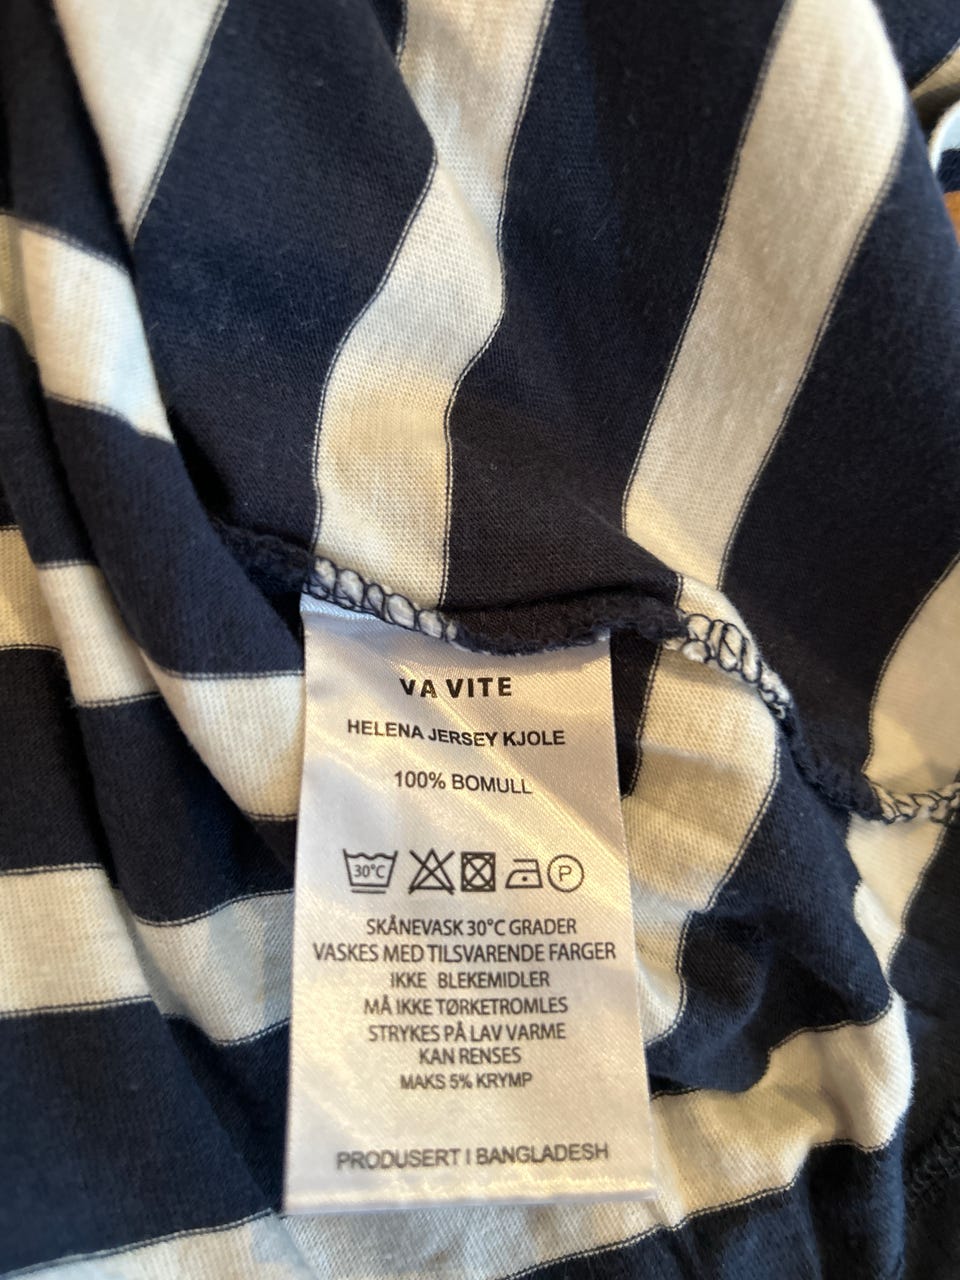 VA VITE
HELENA JERSEY KJOLE
100% BOMULL
30°C P
SKÅNEVASK 30°C GRADER
VASKES MED TILSVARENDE FARGER
IKKE BLEKEMIDLER
MÅ IKKE TØRKETROMLES
STRYKES PÅ LAV VARME
KAN RENSES
MAKS 5% KRYMP
PRODUSERT I BANGLADESH